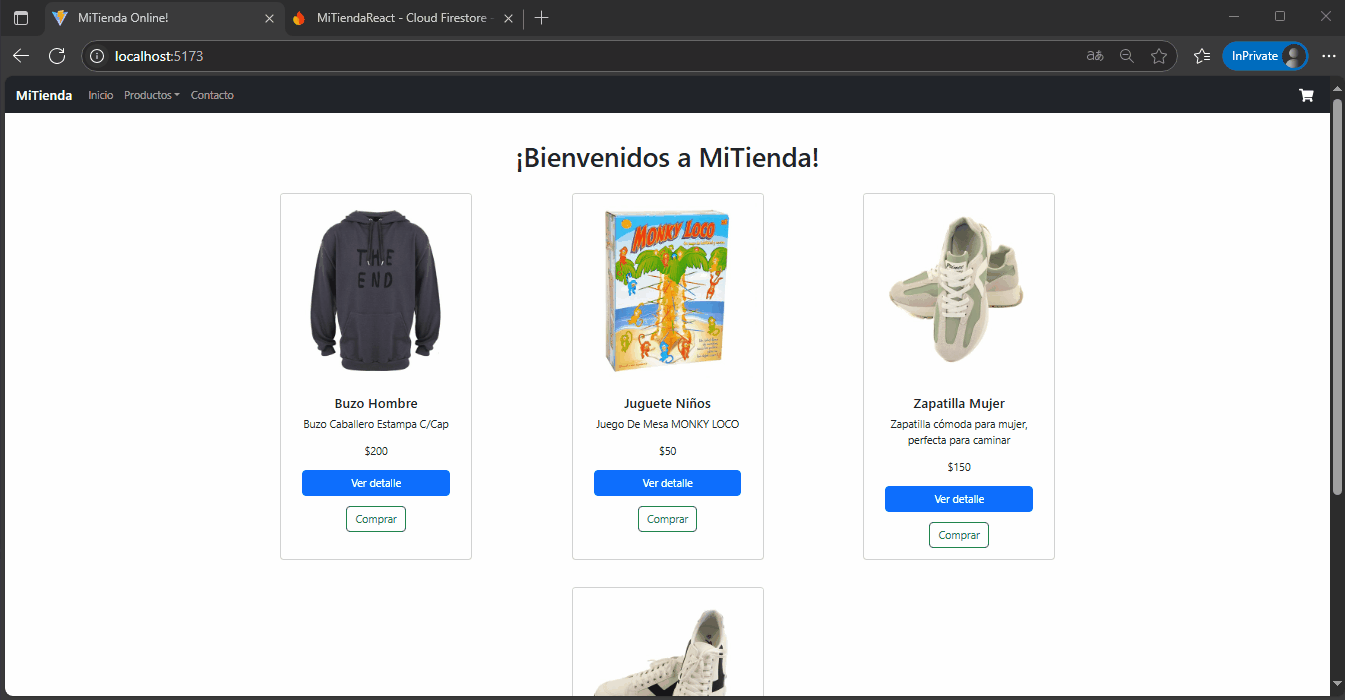 MiTienda Online!
MiTiendaReact - Cloud Firestore -
localhost:5173
InPrivate
MiTienda Inicio Productos Contacto
¡Bienvenidos a MiTienda!
THE
END
MONKY LOCO
Buzo Hombre
Buzo Caballero Estampa C/Cap
$200
Ver detalle
Comprar
Juguete Niños
Juego De Mesa MONKY LOCO
$50
Ver detalle
Comprar
Zapatilla Mujer
Zapatilla cómoda para mujer,
perfecta para caminar
$150
Ver detalle
Comprar